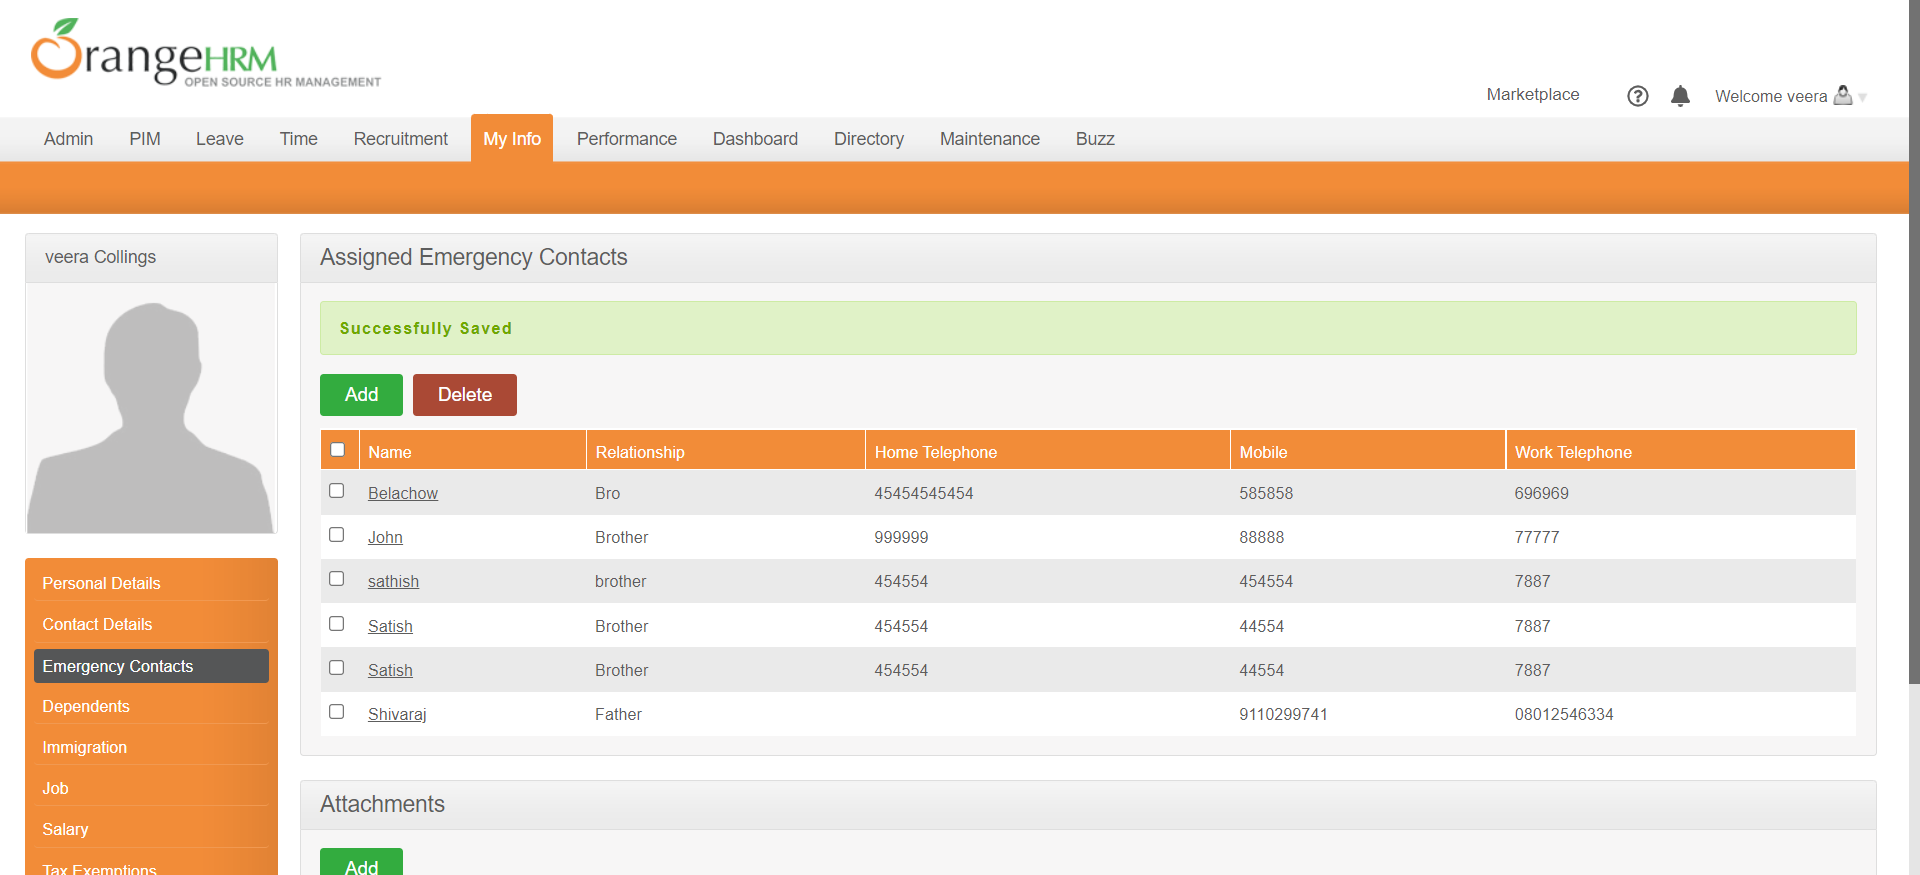 OrangeHRM
OPEN SOURCE HR MANAGEMENT
Marketplace
Welcome veera
Admin PIM Leave Time Recruitment My Info Performance Dashboard Directory Maintenance Buzz
veera Collings
Assigned Emergency Contacts
Successfully Saved
Add Delete
Name Relationship Home Telephone Mobile Work Telephone
Belachow Bro 45454545454 585858 696969
John Brother 999999 88888 77777
sathish brother 454554 454554 7887
Satish Brother 454554 44554 7887
Satish Brother 454554 44554 7887
Shivaraj Father 9110299741 08012546334
Personal Details
Contact Details
Emergency Contacts
Dependents
Immigration
Job
Salary
Tax Exemptions
Attachments
Add